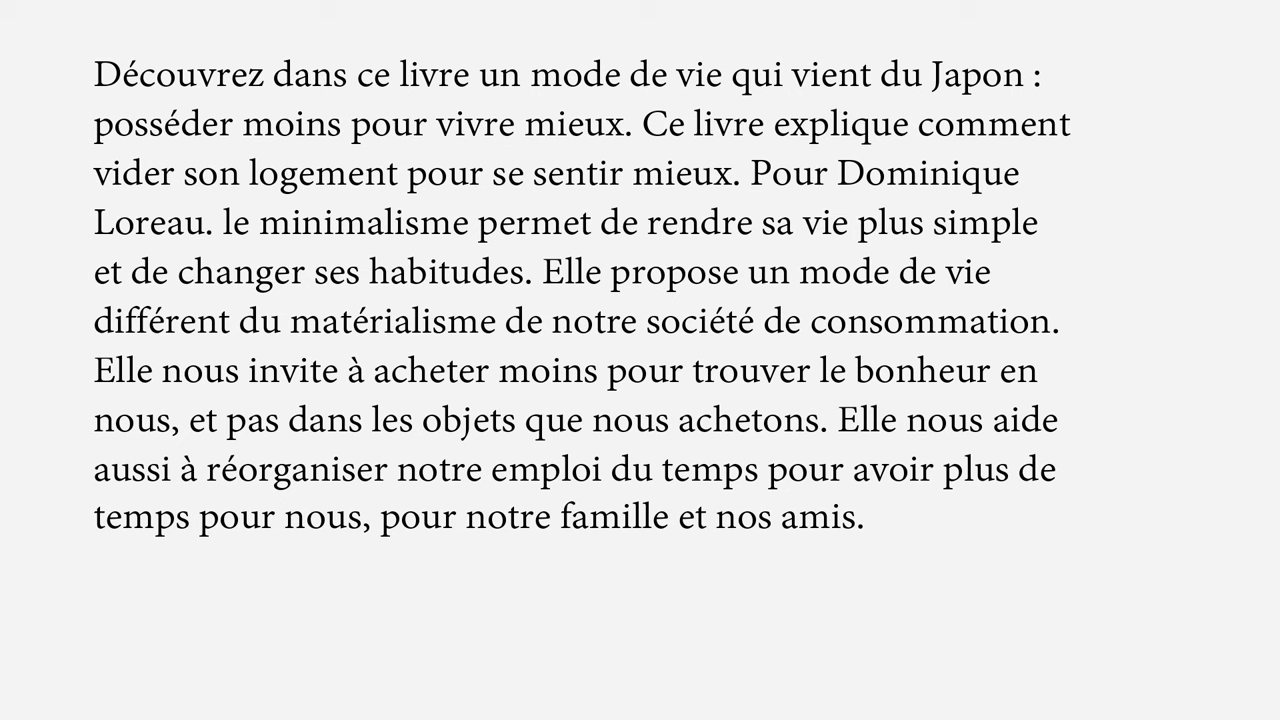 Découvrez dans ce livre un mode de vie qui vient du Japon :
posséder moins pour vivre mieux. Ce livre explique comment
vider son logement pour se sentir mieux. Pour Dominique
Loreau. le minimalisme permet de rendre sa vie plus simple
et de changer ses habitudes. Elle propose un mode de vie
différent du matérialisme de notre société de consommation.
Elle nous invite à acheter moins pour trouver le bonheur en
nous, et pas dans les objets que nous achetons. Elle nous aide
aussi à réorganiser notre emploi du temps pour avoir plus de
temps pour nous, pour notre famille et nos amis.